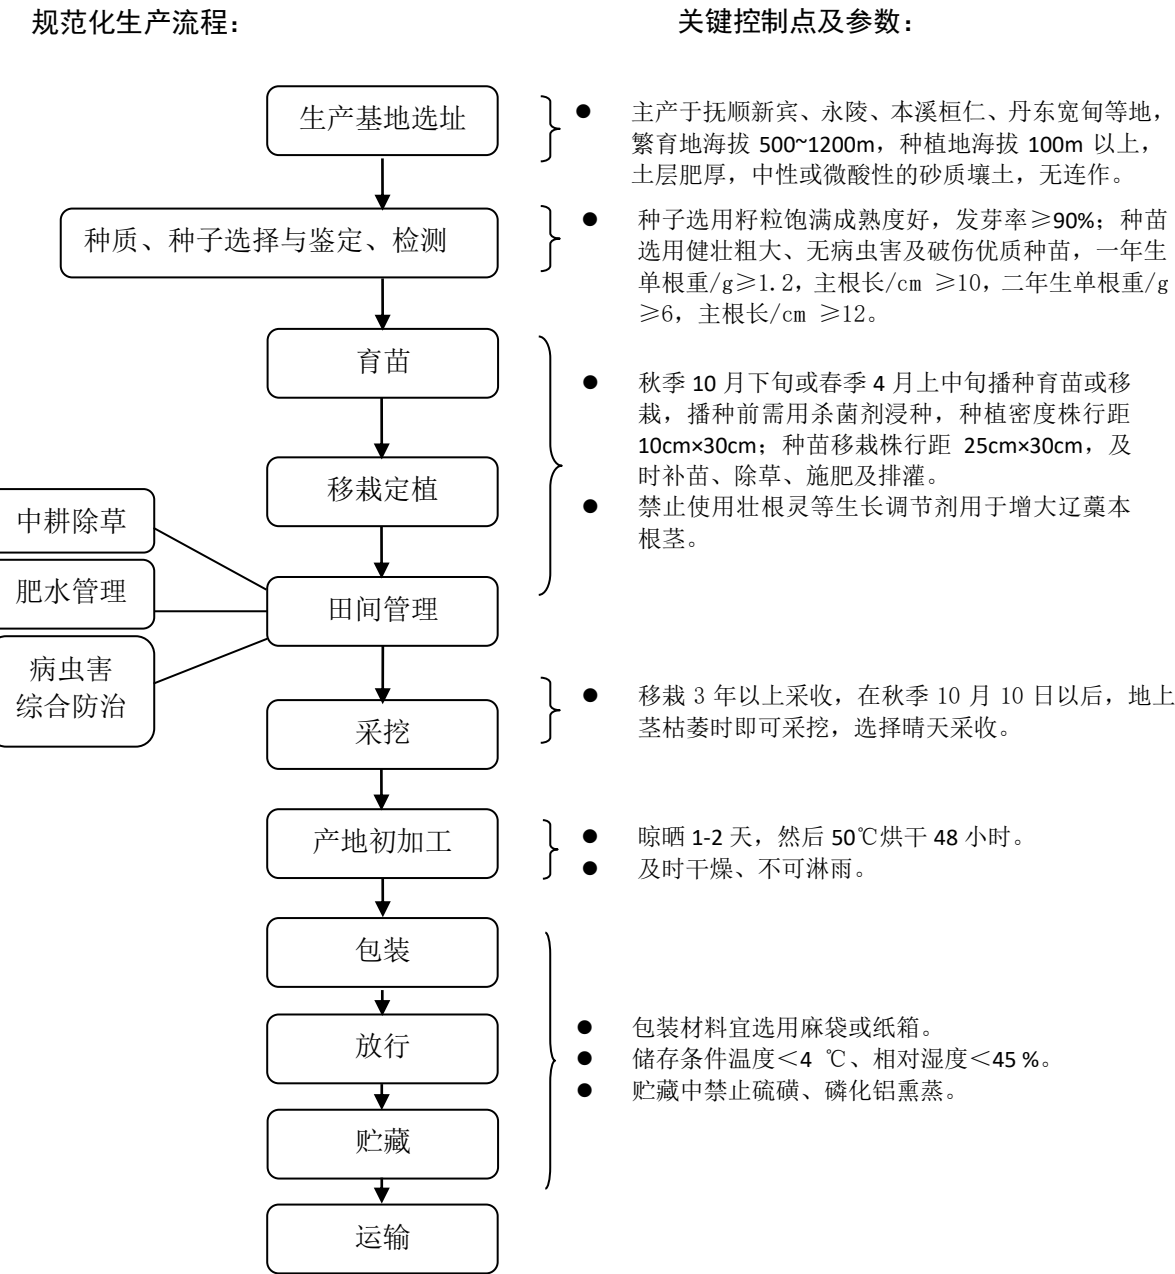 规范化生产流程：
关键控制点及参数：
生产基地选址
● 主产于抚顺新宾、永陵、本溪桓仁、丹东宽甸等地，
繁育地海拔 500~1200m，种植地海拔 100m 以上，
土层肥厚，中性或微酸性的砂质壤土，无连作。
种质、种子选择与鉴定、检测
● 种子选用籽粒饱满成熟度好，发芽率≥90%；种苗
选用健壮粗大、无病虫害及破伤优质种苗，一年生
单根重/g≥1.2，主根长/cm ≥10，二年生单根重/g
≥6，主根长/cm ≥12。
育苗
移栽定植
中耕除草
肥水管理
病虫害
综合防治
田间管理
● 秋季 10 月下旬或春季 4 月上中旬播种育苗或移
栽，播种前需用杀菌剂浸种，种植密度株行距
10cm×30cm；种苗移栽株行距 25cm×30cm，及
时补苗、除草、施肥及排灌。
● 禁止使用壮根灵等生长调节剂用于增大辽藁本
根茎。
采挖
● 移栽 3 年以上采收，在秋季 10 月 10 日以后，地上
茎枯萎时即可采挖，选择晴天采收。
产地初加工
● 晾晒 1-2 天，然后 50℃烘干 48 小时。
● 及时干燥、不可淋雨。
包装
放行
贮藏
● 包装材料宜选用麻袋或纸箱。
● 储存条件温度＜4 ℃、相对湿度＜45 %。
● 贮藏中禁止硫磺、磷化铝熏蒸。
运输